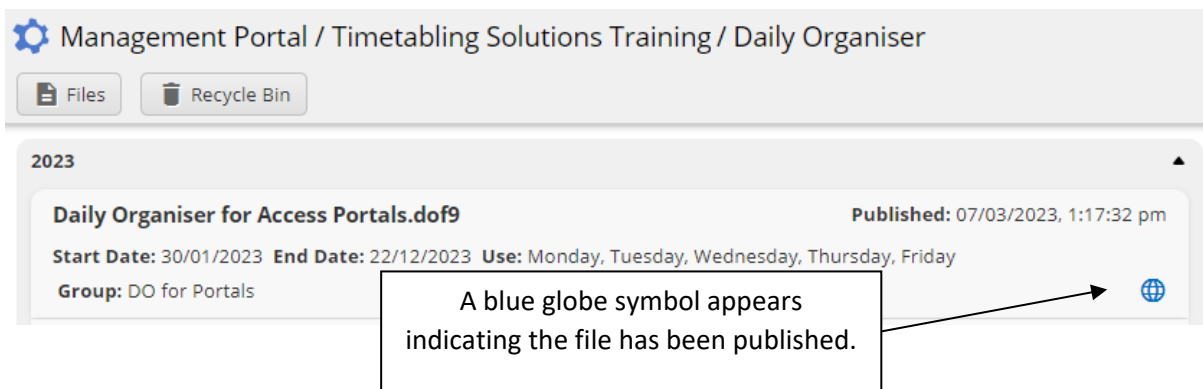 Management Portal / Timetabling Solutions Training / Daily Organiser
Files Recycle Bin
2023
Daily Organiser for Access Portals.dof9 Published: 07/03/2023, 1:17:32 pm
Start Date: 30/01/2023 End Date: 22/12/2023 Use: Monday, Tuesday, Wednesday, Thursday, Friday
Group: DO for Portals
A blue globe symbol appears
indicating the file has been published.